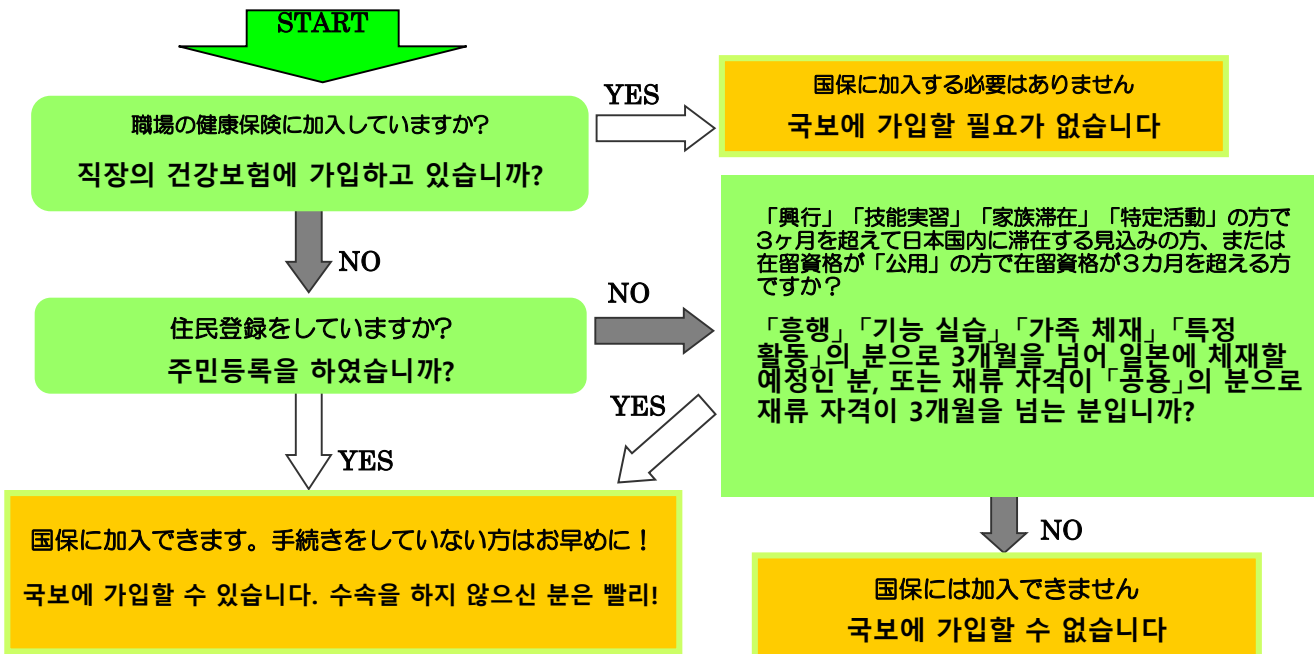 START
職場の健康保険に加入していますか?
직장의 건강보험에 가입하고 있습니까?
YES
国保に加入する必要はありません
국보에 가입할 필요가 없습니다
NO
住民登録をしていますか?
주민등록을 하였습니까?
NO
「興行」「技能実習」「家族滞在」「特定活動」の方で
3ヶ月を超えて日本国内に滞在する見込みの方、または
在留資格が「公用」の方で在留資格が3カ月を超える方
ですか？
「흥행」「기능 실습」「가족 체재」「특정
활동」의 분으로 3개월을 넘어 일본에 체재할
예정인 분, 또는 재류 자격이 「공용」의 분으로
재류 자격이 3개월을 넘는 분입니까?
YES
YES
国保に加入できます。手続きをしていない方はお早めに！
국보에 가입할 수 있습니다. 수속을 하지 않으신 분은 빨리!
NO
国保には加入できません
국보에 가입할 수 없습니다